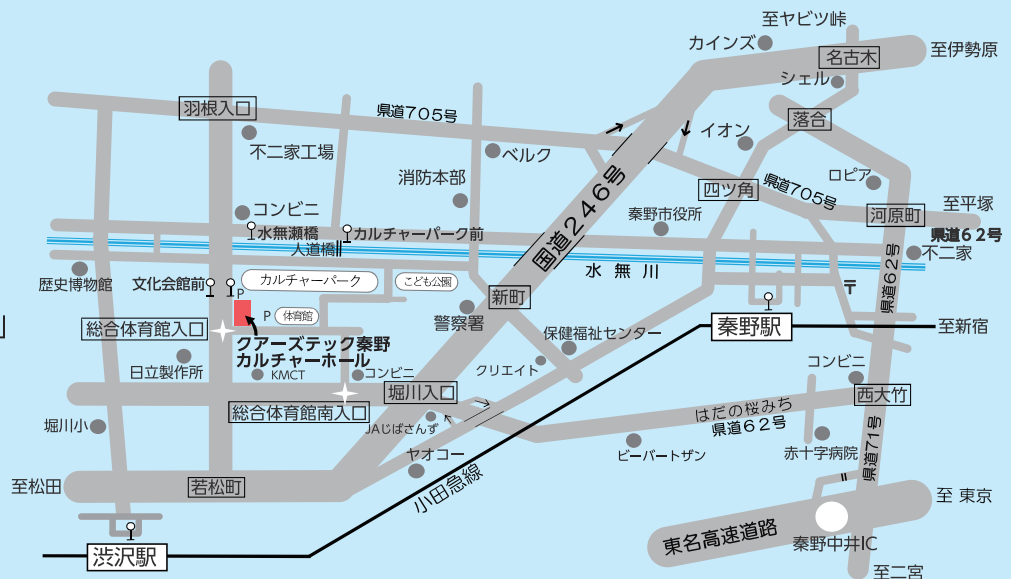 至ヤビツ峠
カインズ
名古木
至伊勢原
シェル
羽根入口
県道705号
落合
イオン
不二家工場
ベルク
消防本部
四ツ角
県道705号
ロピア
国道246号
コンビニ
水無瀬橋
人道橋
カルチャーパーク前
秦野市役所
河原町
至平塚
県道62号
不二家
水無川
歴史博物館
文化会館前
P
カルチャーパーク
こども公園
新町
県道62号
〒
総合体育館入口
P
体育館
警察署
秦野駅
至新宿
クアーズテック秦野
カルチャーホール
保健福祉センター
日立製作所
KMCT
コンビニ
クリエイト
コンビニ
堀川入口
総合体育館南入口
西大竹
はだの桜みち
県道62号
堀川小
JAじばさんず
ビーバートザン
赤十字病院
県道71号
ヤオコー
至松田
若松町
小田急線
至 東京
東名高速道路
秦野中井IC
渋沢駅
至二宮